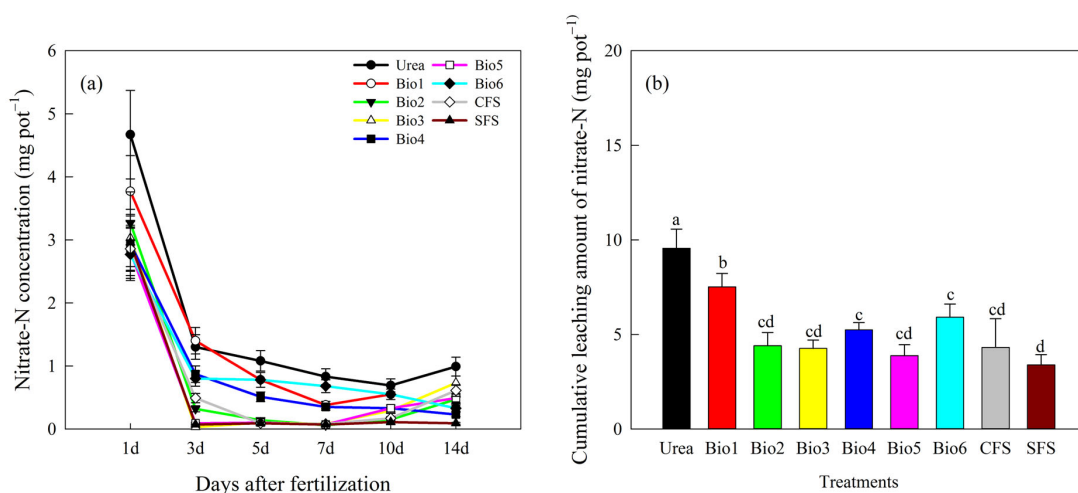 Nitrate-N concentration (mg pot⁻¹)
6
5
4
3
2
1
0
(a)
Urea
Bio1
Bio2
Bio3
Bio4
Bio5
Bio6
CFS
SFS
1d 3d 5d 7d 10d 14d
Days after fertilization
Cumulative leaching amount of nitrate-N (mg pot⁻¹)
20
15
10
5
0
(b)
a
b
cd
cd
c
cd
c
cd
d
Urea Bio1 Bio2 Bio3 Bio4 Bio5 Bio6 CFS SFS
Treatments